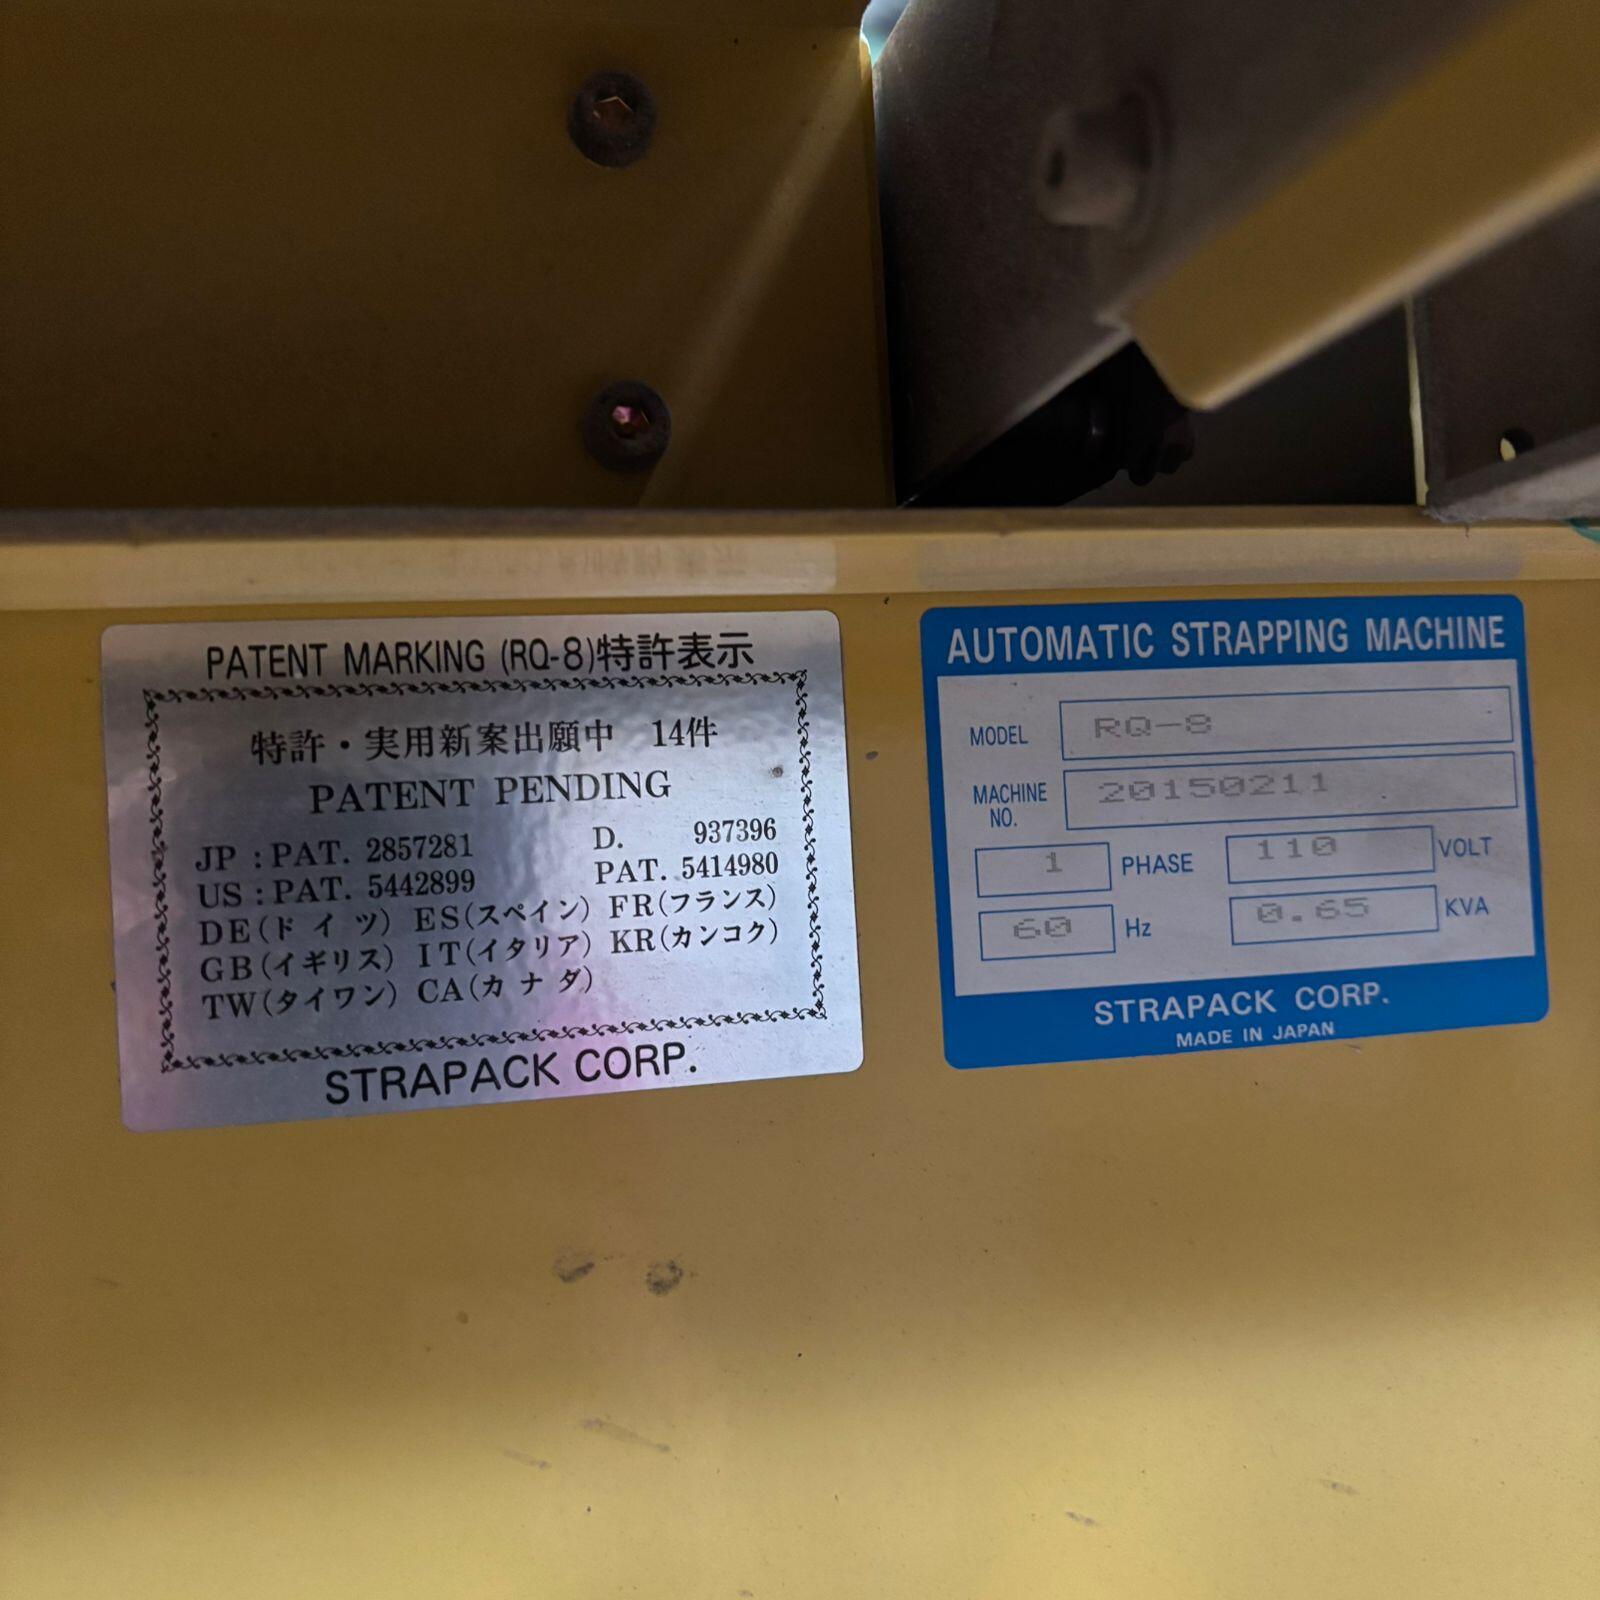 PATENT MARKING (RQ-8)特許表示
特許・実用新案出願中 14件
PATENT PENDING
JP : PAT. 2857281 D. 937396
US : PAT. 5442899 PAT. 5414980
DE(ドイツ) ES(スペイン) FR(フランス)
GB(イギリス) IT(イタリア) KR(カンコク)
TW(タイワン) CA(カナダ)
STRAPACK CORP.
AUTOMATIC STRAPPING MACHINE
MODEL RQ-8
MACHINE NO. 20150211
1 PHASE 110 VOLT
60 Hz 0.65 KVA
STRAPACK CORP.
MADE IN JAPAN